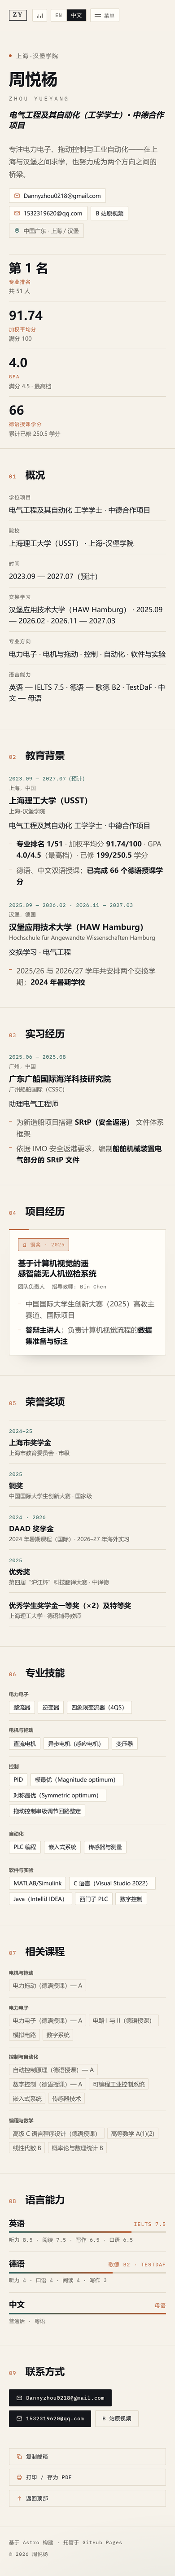 ZY
EN
中文
菜单
上海-汉堡学院
周悦杨
ZHOU YUEYANG
电气工程及其自动化(工学学士)·中德合作
项目
专注电力电子、拖动控制与工业自动化——在上
海与汉堡之间求学,也努力成为两个方向之间的
桥梁。
Dannyzhou0218@gmail.com
1532319620@qq.com
B 站原视频
中国广东 · 上海 / 汉堡
第 1 名
专业排名
共 51 人
91.74
加权平均分
满分 100
4.0
GPA
满分 4.5 · 最高档
66
德语授课学分
累计已修 250.5 学分
01 概况
学位项目
电气工程及其自动化 工学学士 · 中德合作项目
院校
上海理工大学(USST) · 上海-汉堡学院
时间
2023.09 — 2027.07(预计)
交换学习
汉堡应用技术大学(HAW Hamburg) · 2025.09
— 2026.02 · 2026.11 — 2027.03
专业方向
电力电子 · 电机与拖动 · 控制 · 自动化 · 软件与实验
语言能力
英语 — IELTS 7.5 · 德语 — 歌德 B2 · TestDaF · 中
文 — 母语
02 教育背景
2023.09 — 2027.07(预计)
上海,中国
上海理工大学(USST)
上海-汉堡学院
电气工程及其自动化 工学学士 · 中德合作项目
– 专业排名 1/51 · 加权平均分 91.74/100 · GPA
4.0/4.5(最高档) · 已修 199/250.5 学分
– 德语、中文双语授课;已完成 66 个德语授课学
分
2025.09 — 2026.02 · 2026.11 — 2027.03
汉堡,德国
汉堡应用技术大学(HAW Hamburg)
Hochschule für Angewandte Wissenschaften Hamburg
交换学习 · 电气工程
– 2025/26 与 2026/27 学年共安排两个交换学
期;2024 年暑期学校
03 实习经历
2025.06 — 2025.08
广州,中国
广东广船国际海洋科技研究院
广州船舶国际(CSSC)
助理电气工程师
– 为新造船项目搭建 SRtP(安全返港) 文件体系
框架
– 依据 IMO 安全返港要求,编制船舶机械装置电
气部分的 SRtP 文件
04 项目经历
铜奖 · 2025
基于计算机视觉的遥
感智能无人机巡检系统
团队负责人 指导教师:Bin Chen
– 中国国际大学生创新大赛(2025)高教主
赛道、国际项目
– 答辩主讲人;负责计算机视觉流程的数据
集准备与标注
05 荣誉奖项
2024–25
上海市奖学金
上海市教育委员会 · 市级
2025
铜奖
中国国际大学生创新大赛 · 国家级
2024 · 2026
DAAD 奖学金
2024 年暑期课程(国际) · 2026–27 年海外实习
2025
优秀奖
第四届“沪江杯”科技翻译大赛 · 中译德
优秀学生奖学金一等奖(×2)及特等奖
上海理工大学 · 德语辅导教师
06 专业技能
电力电子
整流器
逆变器
四象限变流器(4QS)
电机与拖动
直流电机
异步电机(感应电机)
变压器
控制
PID
模最优(Magnitude optimum)
对称最优(Symmetric optimum)
拖动控制串级调节回路整定
自动化
PLC 编程
嵌入式系统
传感器与测量
软件与实验
MATLAB/Simulink
C 语言(Visual Studio 2022)
Java(IntelliJ IDEA)
西门子 PLC
数字控制
07 相关课程
电机与拖动
电力拖动(德语授课)— A
电力电子
电力电子(德语授课)— A
电路 I 与 II(德语授课)
模拟电路
数字系统
控制与自动化
自动控制原理(德语授课)— A
数字控制(德语授课)— A
可编程工业控制系统
嵌入式系统
传感器技术
编程与数学
高级 C 语言程序设计(德语授课)
高等数学 A(1)(2)
线性代数 B
概率论与数理统计 B
08 语言能力
英语
IELTS 7.5
听力 8.5 · 阅读 7.5 · 写作 6.5 · 口语 6.5
德语
歌德 B2 · TESTDAF
听力 4 · 口语 4 · 阅读 4 · 写作 3
中文
母语
普通话 · 粤语
09 联系方式
Dannyzhou0218@gmail.com
1532319620@qq.com
B 站原视频
复制邮箱
打印 / 存为 PDF
返回顶部
基于 Astro 构建 · 托管于 GitHub Pages
© 2026 周悦杨